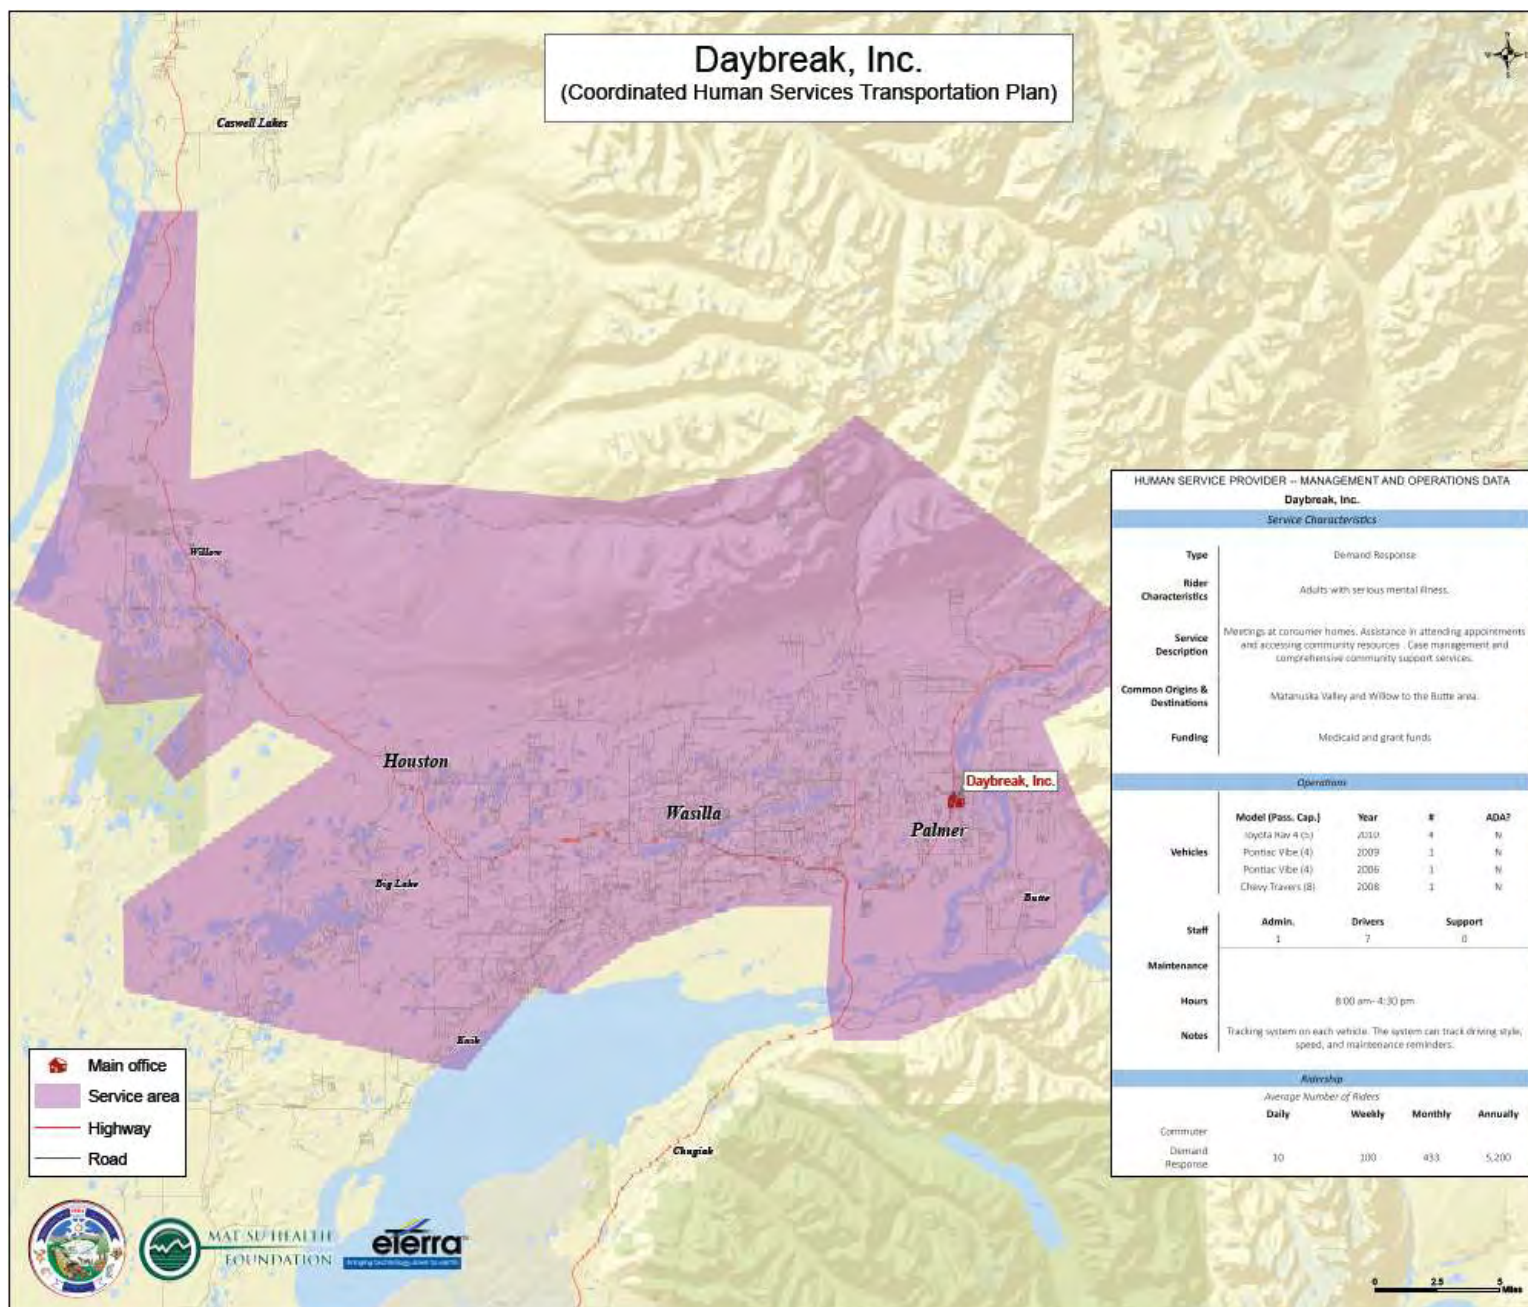 Daybreak, Inc.
(Coordinated Human Services Transportation Plan)
N
Caswell Lakes
Willow
Houston
Wasilla
Palmer
Daybreak, Inc.
Big Lake
Butte
Knik
Chugiak
HUMAN SERVICE PROVIDER -- MANAGEMENT AND OPERATIONS DATA
Daybreak, Inc.
Service Characteristics
Type Demand Response
Rider Characteristics Adults with serious mental illness.
Service Description Meetings at consumer homes. Assistance in attending appointments
and accessing community resources . Case management and
comprehensive community support services.
Common Origins & Destinations Matanuska Valley and Willow to the Butte area.
Funding Medicaid and grant funds
Operations
Vehicles
Model (Pass. Cap.) Year # ADA?
Toyota Rav 4 (5) 2010 4 N
Pontiac Vibe (4) 2009 1 N
Pontiac Vibe (4) 2006 1 N
Chevy Travers (8) 2008 1 N
Staff Admin. Drivers Support
1 7 0
Maintenance
Hours 8:00 am- 4:30 pm
Notes Tracking system on each vehicle. The system can track driving style,
speed, and maintenance reminders.
Ridership
Average Number of Riders
Daily Weekly Monthly Annually
Commuter
Demand Response 10 100 433 5,200
Main office
Service area
Highway
Road
MAT-SU HEALTH
FOUNDATION
eTerra
bringing technology down to earth
0 2.5 5
Miles